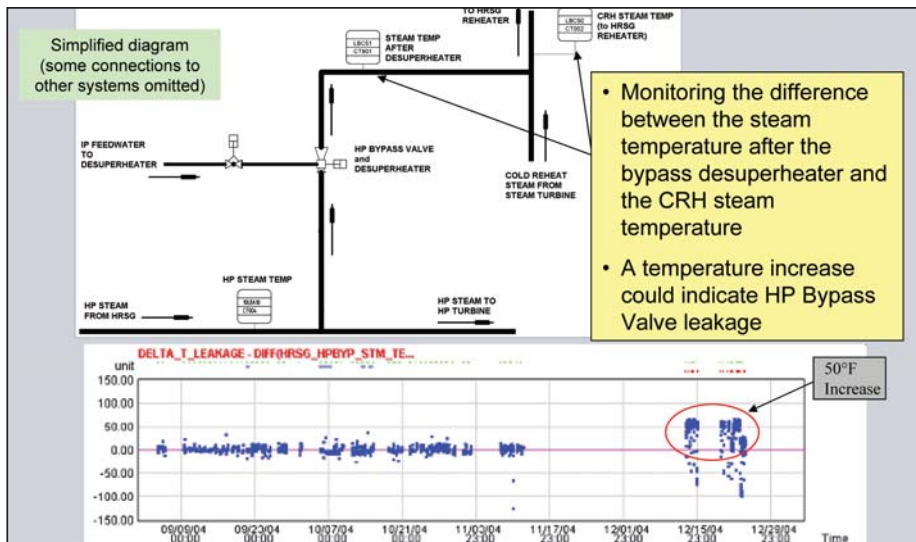 Simplified diagram
(some connections to
other systems omitted)
TO HRSG
REHEATER
LBC50
CT002
CRH STEAM TEMP
(to HRSG
REHEATER)
LBC51
CT901
STEAM TEMP
AFTER
DESUPERHEATER
IP FEEDWATER
TO
DESUPERHEATER
HP BYPASS VALVE
and
DESUPERHEATER
COLD REHEAT
STEAM FROM
STEAM TURBINE
• Monitoring the difference
between the steam
temperature after the
bypass desuperheater and
the CRH steam
temperature
• A temperature increase
could indicate HP Bypass
Valve leakage
HP STEAM TEMP
CT004
HP STEAM
FROM HRSG
HP STEAM TO
HP TURBINE
DELTA_T_LEAKAGE - DIFF(HRSG_HPBYP_STM_TE...
unit
150.00
100.00
50.00
0.00
-50.00
-100.00
-150.00
50°F
Increase
09/09/04 09/23/04 10/07/04 10/21/04 11/03/04 11/17/04 12/01/04 12/15/04 12/29/04
00:00 00:00 00:00 00:00 23:00 23:00 23:00 23:00 23:00
Time